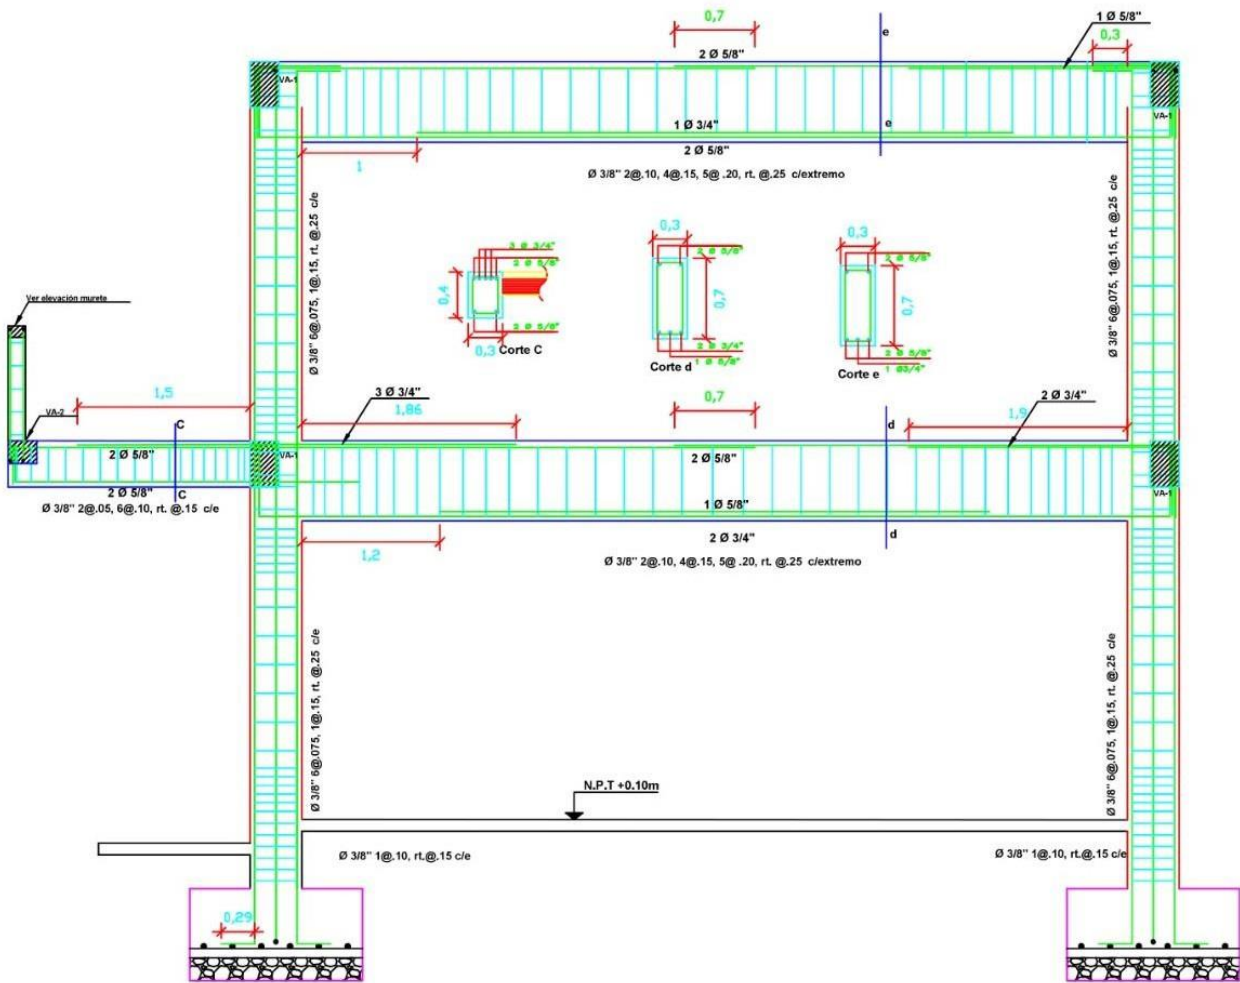 0,7
1 Ø 5/8"
0,3
e
2 Ø 5/8"
VA-1
1 Ø 3/4"
e
VA-1
2 Ø 5/8"
1
Ø 3/8" 2@.10, 4@.15, 5@ .20, rt. @.25 c/extremo
Ø 3/8" 6@.075, 1@.15, rt. @.25 c/e
Ø 3/8" 6@.075, 1@.15, rt. @.25 c/e
3 Ø 3/4"
2 Ø 5/8"
0,4
2 Ø 5/8"
0,3
Corte C
0,3
2 Ø 5/8"
0,7
2 Ø 3/4"
1 Ø 5/8"
Corte d
0,3
2 Ø 5/8"
0,7
2 Ø 5/8"
1 Ø3/4"
Corte e
Ver elevación murete
1,5
3 Ø 3/4"
1,86
0,7
2 Ø 3/4"
1,9
VA-2
C
d
2 Ø 5/8"
VA-1
2 Ø 5/8"
2 Ø 5/8"
C
1 Ø 5/8"
VA-1
Ø 3/8" 2@.05, 6@.10, rt. @.15 c/e
2 Ø 3/4"
d
1,2
Ø 3/8" 2@.10, 4@.15, 5@ .20, rt. @.25 c/extremo
Ø 3/8" 6@.075, 1@.15, rt. @.25 c/e
Ø 3/8" 6@.075, 1@.15, rt. @.25 c/e
N.P.T +0.10m
Ø 3/8" 1@.10, rt.@.15 c/e
Ø 3/8" 1@.10, rt.@.15 c/e
0,29